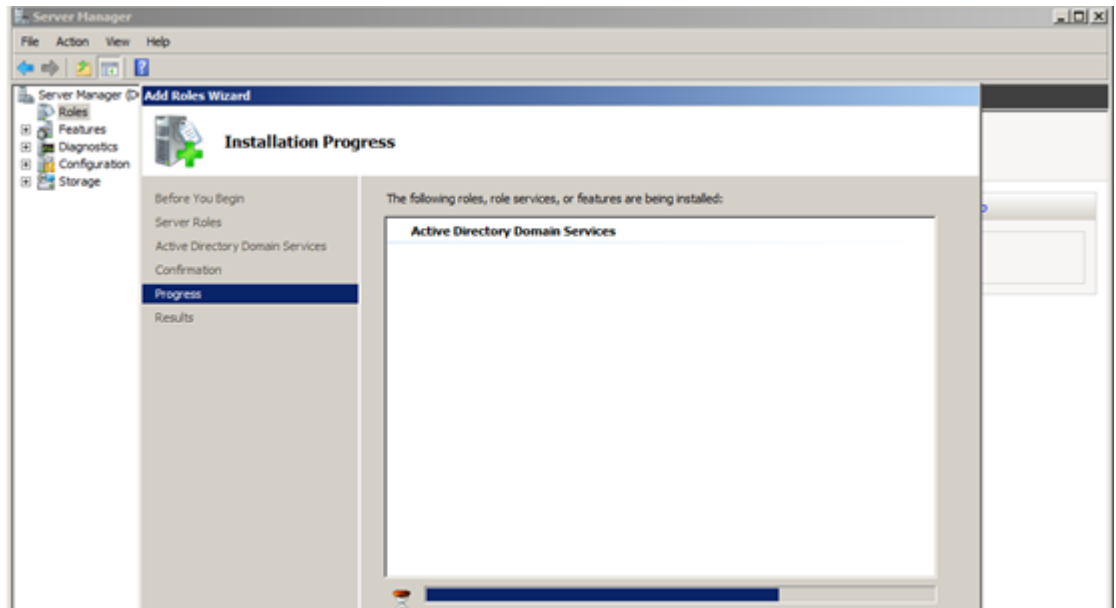 Server Manager
File Action View Help
Server Manager (D
Roles
Features
Diagnostics
Configuration
Storage
Add Roles Wizard
Installation Progress
Before You Begin
Server Roles
Active Directory Domain Services
Confirmation
Progress
Results
The following roles, role services, or features are being installed:
Active Directory Domain Services